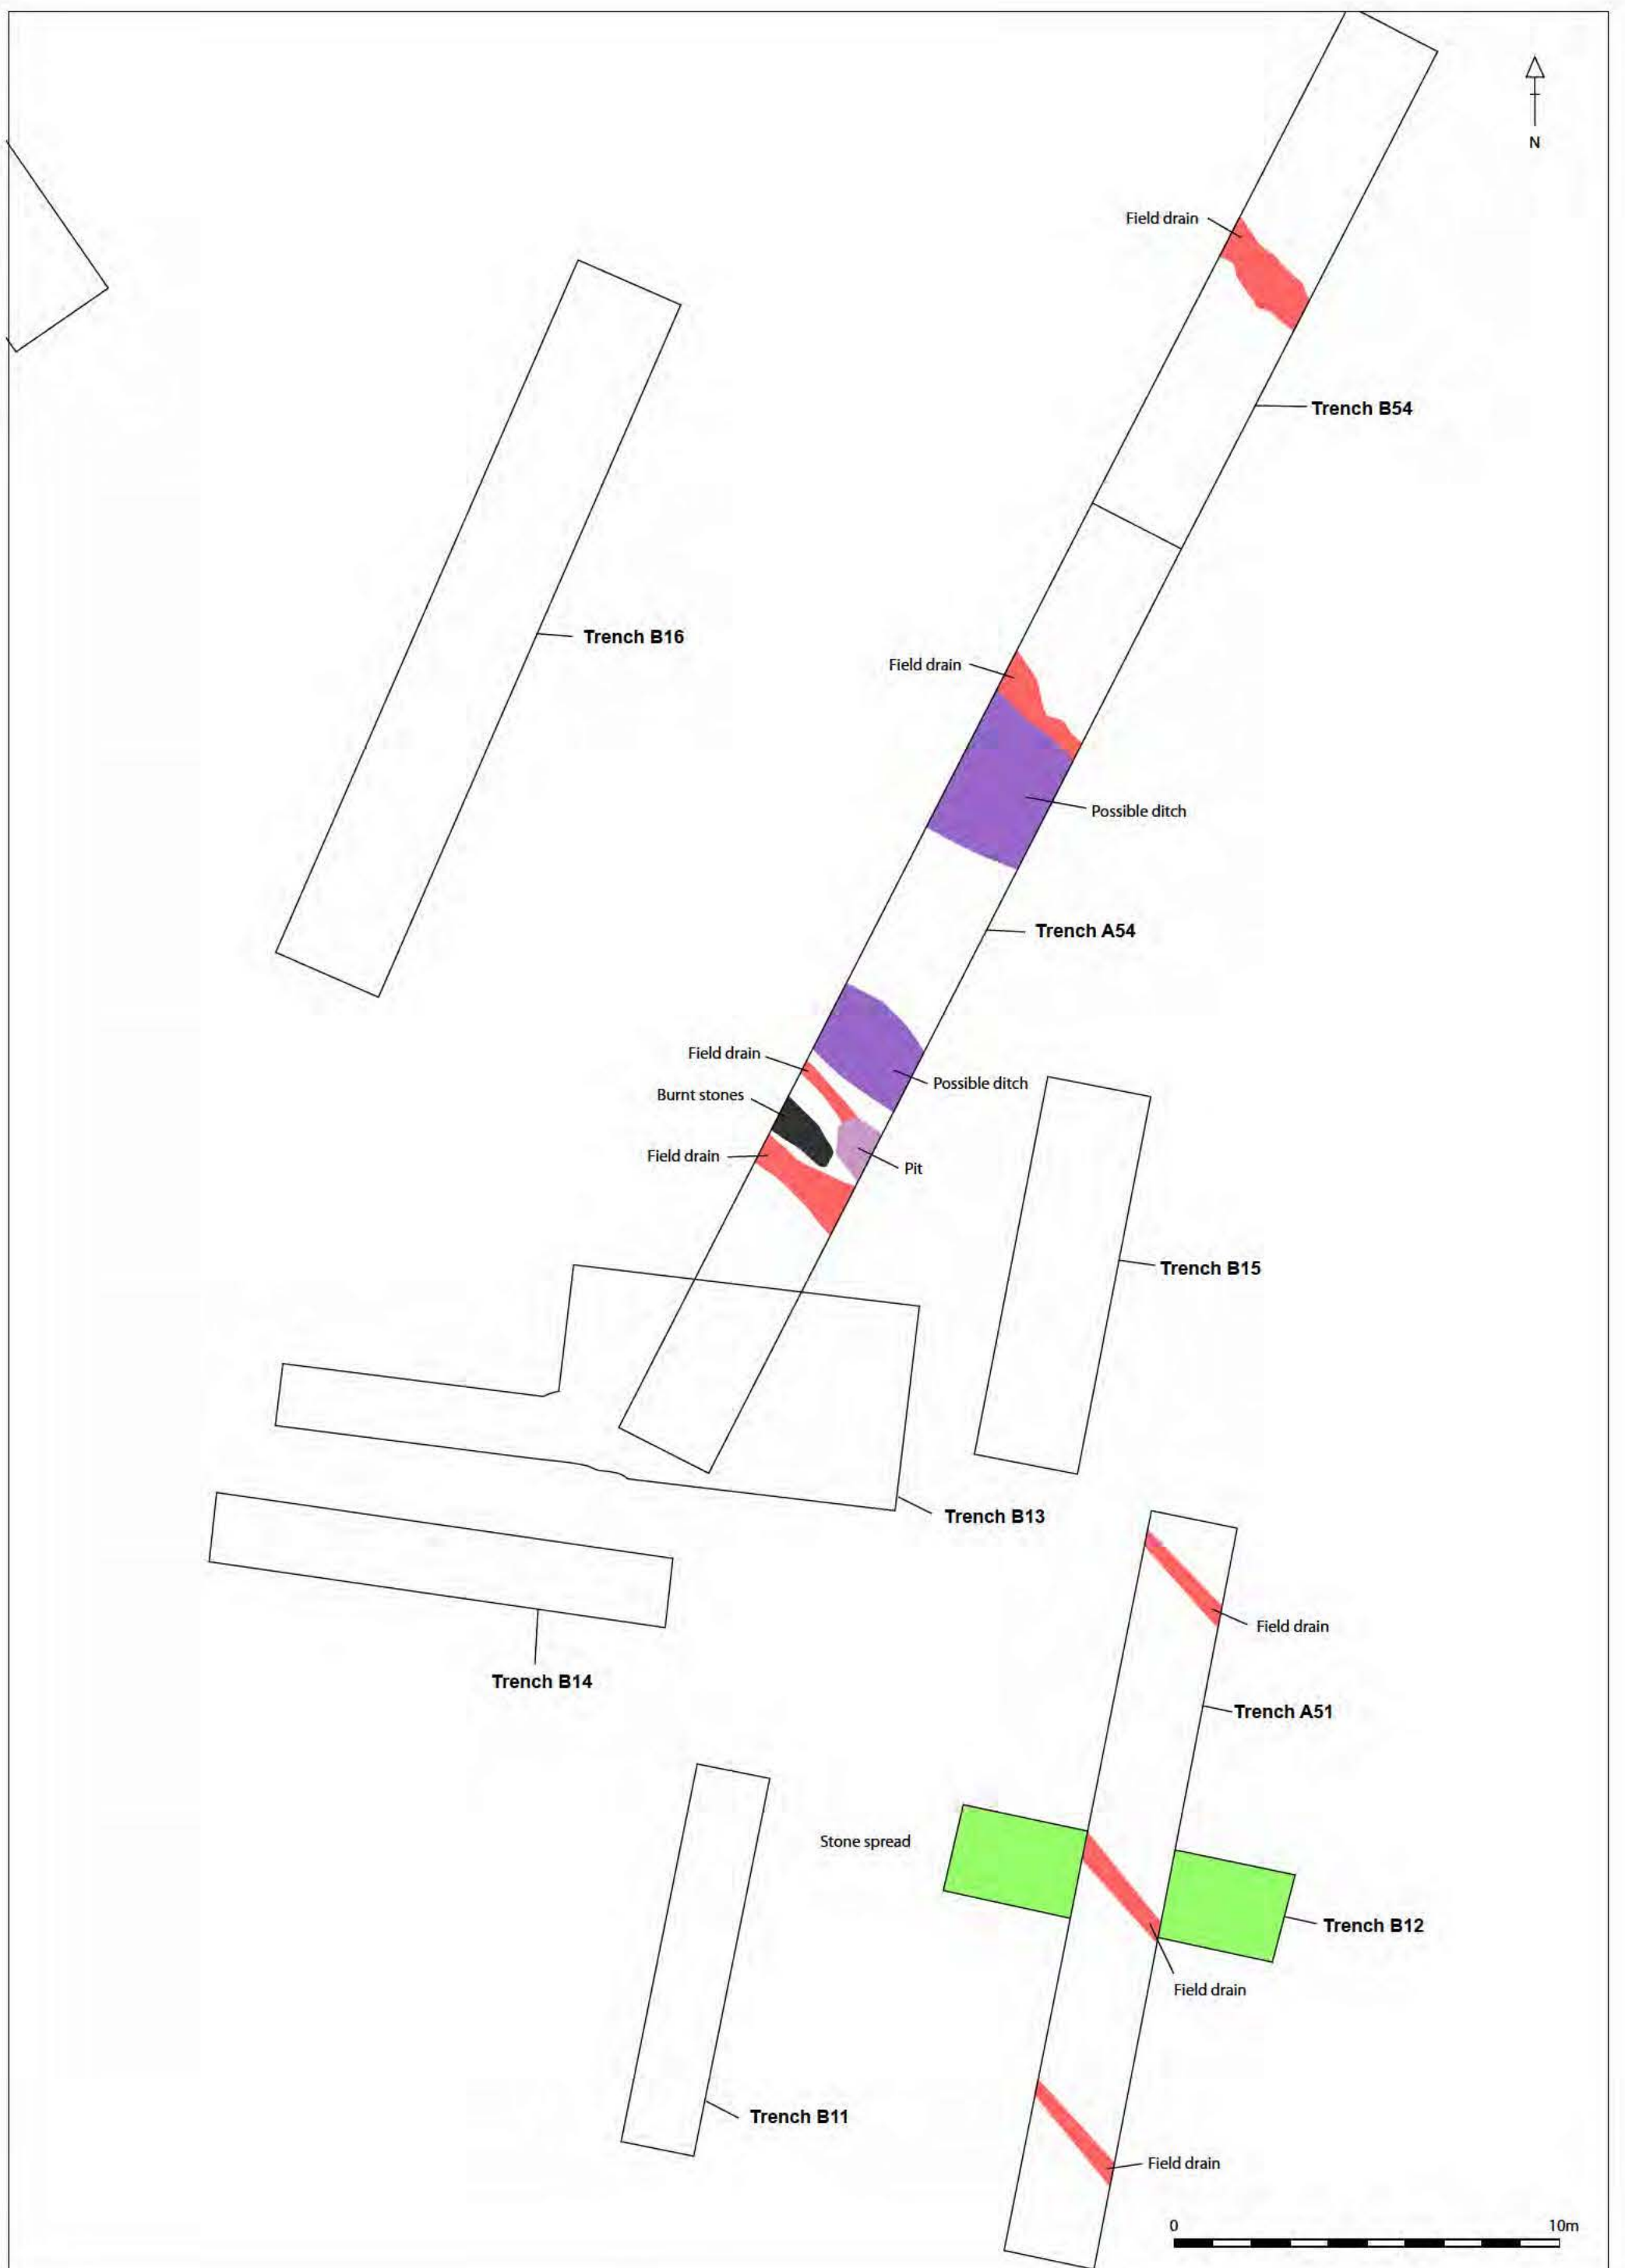 N
Field drain
Trench B54
Trench B16
Field drain
Possible ditch
Trench A54
Field drain
Possible ditch
Burnt stones
Field drain
Pit
Trench B15
Trench B13
Field drain
Trench B14
Trench A51
Stone spread
Trench B12
Field drain
Trench B11
Field drain
0 10m